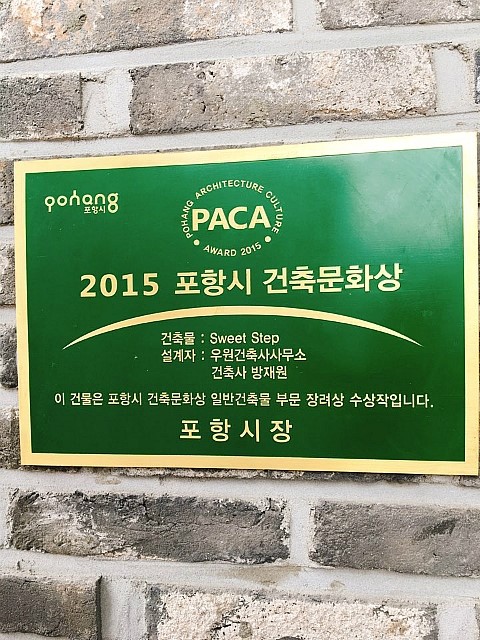 pohang
포항시
POHANG ARCHITECTURE CULTURE
PACA
AWARD 2015
2015 포항시 건축문화상
건축물 : Sweet Step
설계자 : 우원건축사사무소
건축사 방재원
이 건물은 포항시 건축문화상 일반건축물 부문 장려상 수상작입니다.
포항시장